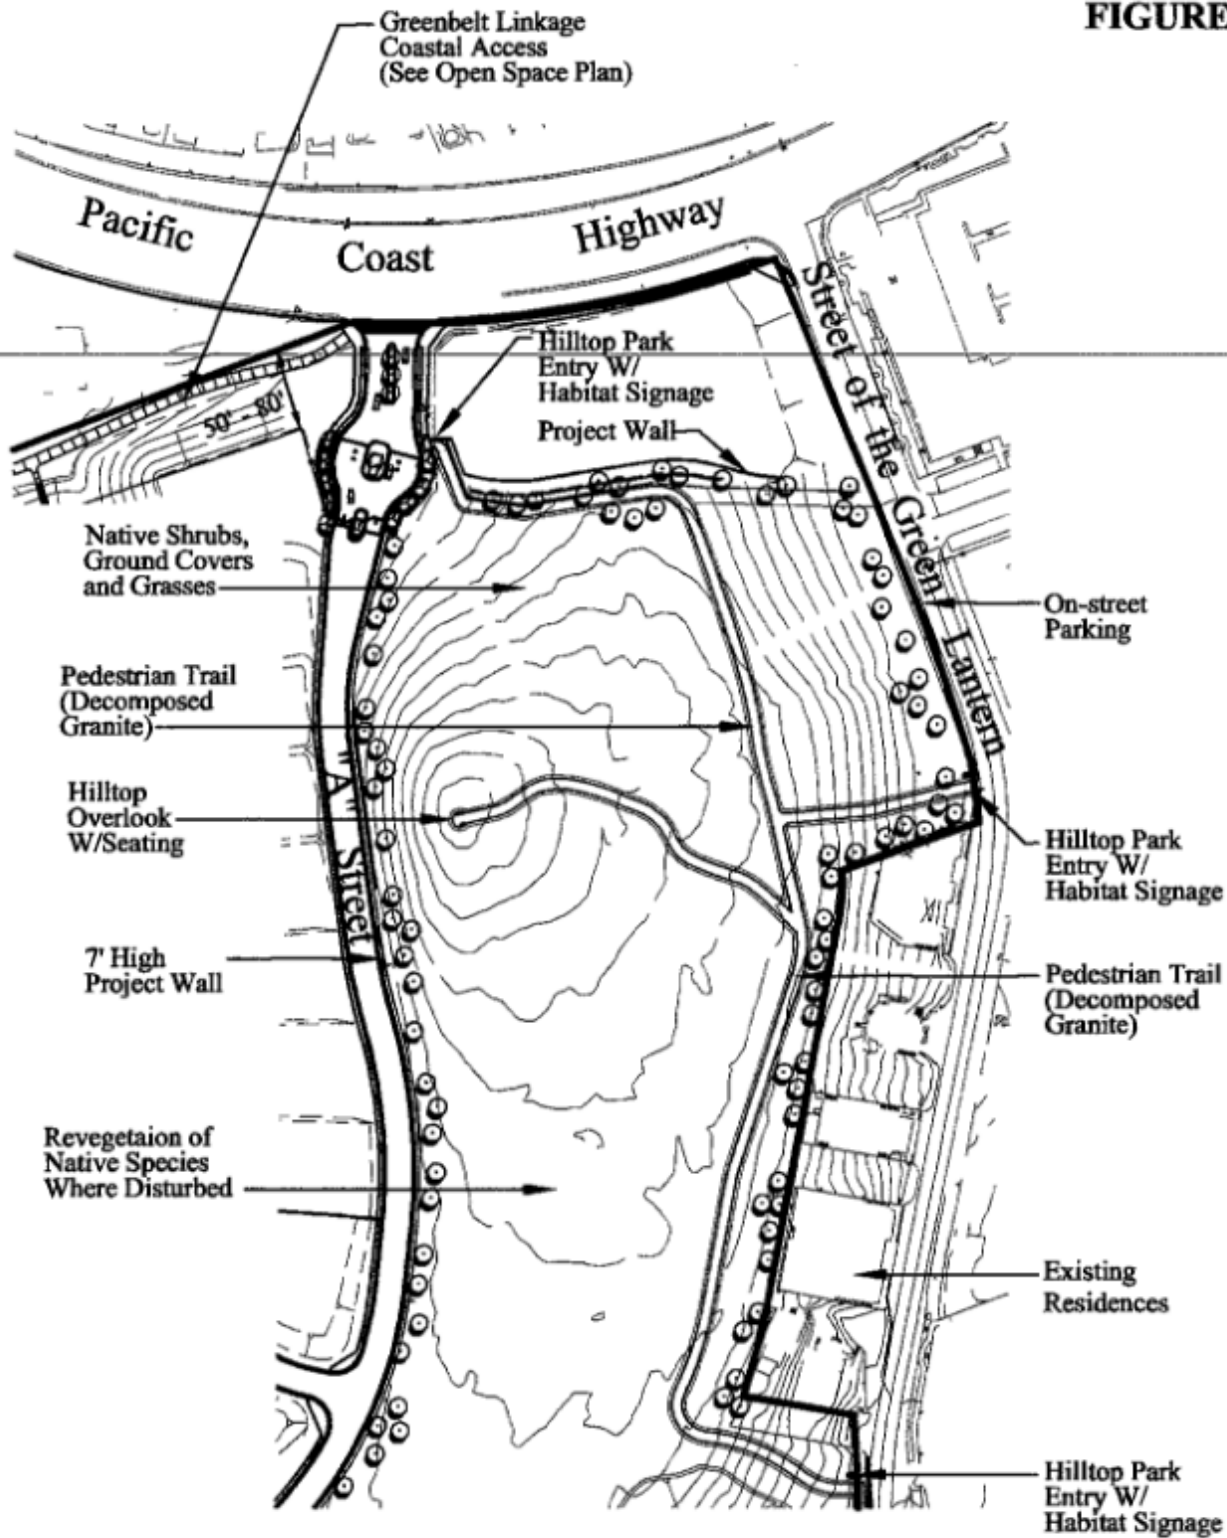 FIGURE
Greenbelt Linkage
Coastal Access
(See Open Space Plan)
Pacific Coast Highway
Street of the Green Lantern
Hilltop Park
Entry W/
Habitat Signage
Project Wall
50' - 80'
Native Shrubs,
Ground Covers
and Grasses
On-street
Parking
Pedestrian Trail
(Decomposed
Granite)
"A" Street
Hilltop
Overlook
W/Seating
Hilltop Park
Entry W/
Habitat Signage
7' High
Project Wall
Pedestrian Trail
(Decomposed
Granite)
Revegetaion of
Native Species
Where Disturbed
Existing
Residences
Hilltop Park
Entry W/
Habitat Signage